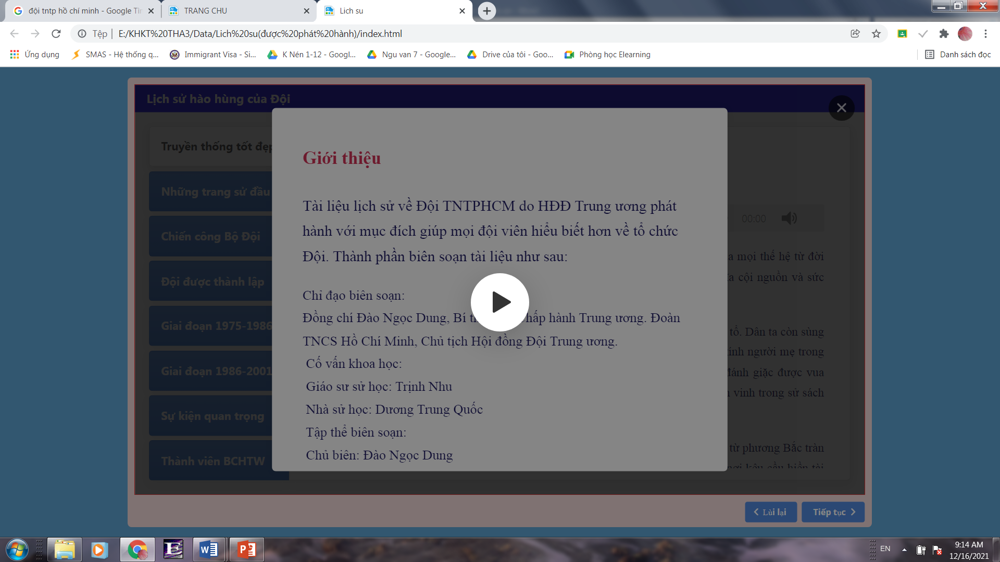 đội tntp hồ chí minh - Google Tìm
TRANG CHU
Lich su
Tệp
E:/KHKT%20THA3/Data/Lich%20su(được%20phát%20hành)/index.html
Ứng dụng
SMAS - Hệ thống q...
Immigrant Visa - Si...
K Nén 1-12 - Googl...
Ngu van 7 - Google...
Drive của tôi - Goo...
Phòng học Elearning
Danh sách đọc
Lịch sử hào hùng của Đội
Truyền thống tốt đẹp
Những trang sử đầu
Chiến công Bộ Đội
Đội được thành lập
Giai đoạn 1975-1986
Giai đoạn 1986-2001
Sự kiện quan trọng
Thành viên BCHTW
Giới thiệu
Tài liệu lịch sử về Đội TNTPHCM do HĐĐ Trung ương phát
hành với mục đích giúp mọi đội viên hiểu biết hơn về tổ chức
Đội. Thành phần biên soạn tài liệu như sau:
Chỉ đạo biên soạn:
Đồng chí Đào Ngọc Dung, Bí hấp hành Trung ương. Đoàn
TNCS Hồ Chí Minh, Chủ tịch Hội đồng Đội Trung ương.
Cố vấn khoa học:
Giáo sư sử học: Trịnh Nhu
Nhà sử học: Dương Trung Quốc
Tập thể biên soạn:
Chủ biên: Đào Ngọc Dung
00:00
mọi thế hệ từ đời
cội nguồn và sức
tổ. Dân ta còn sùng
người mẹ trong
đánh giặc được vua
vinh trong sử sách
từ phương Bắc tràn
Lùi lại
Tiếp tục
EN
9:14 AM
12/16/2021